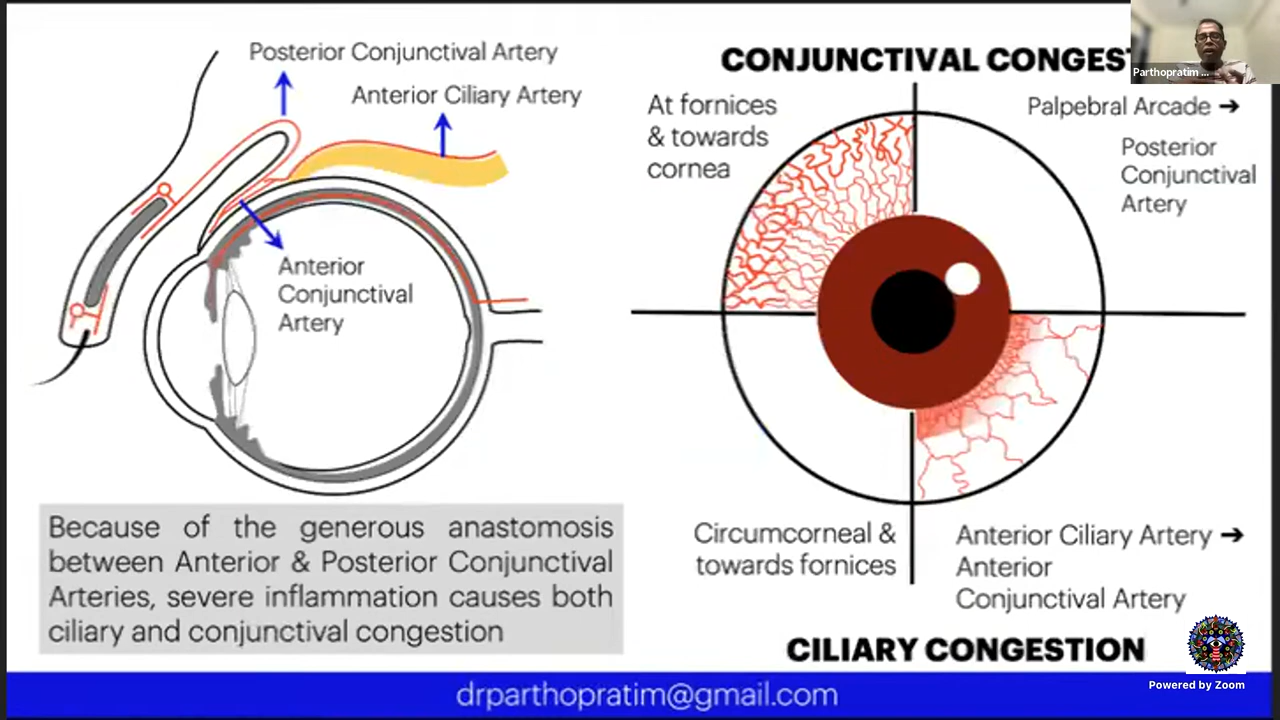 Posterior Conjunctival Artery
Anterior Ciliary Artery
Anterior
Conjunctival
Artery
Because of the generous anastomosis
between Anterior & Posterior Conjunctival
Arteries, severe inflammation causes both
ciliary and conjunctival congestion
CONJUNCTIVAL CONGEST
At fornices
& towards
cornea
Palpebral Arcade ➔
Posterior
Conjunctival
Artery
Circumcorneal &
towards fornices
Anterior Ciliary Artery ➔
Anterior
Conjunctival Artery
CILIARY CONGESTION
drparthopratim@gmail.com
Parthopratim ...
Powered by Zoom